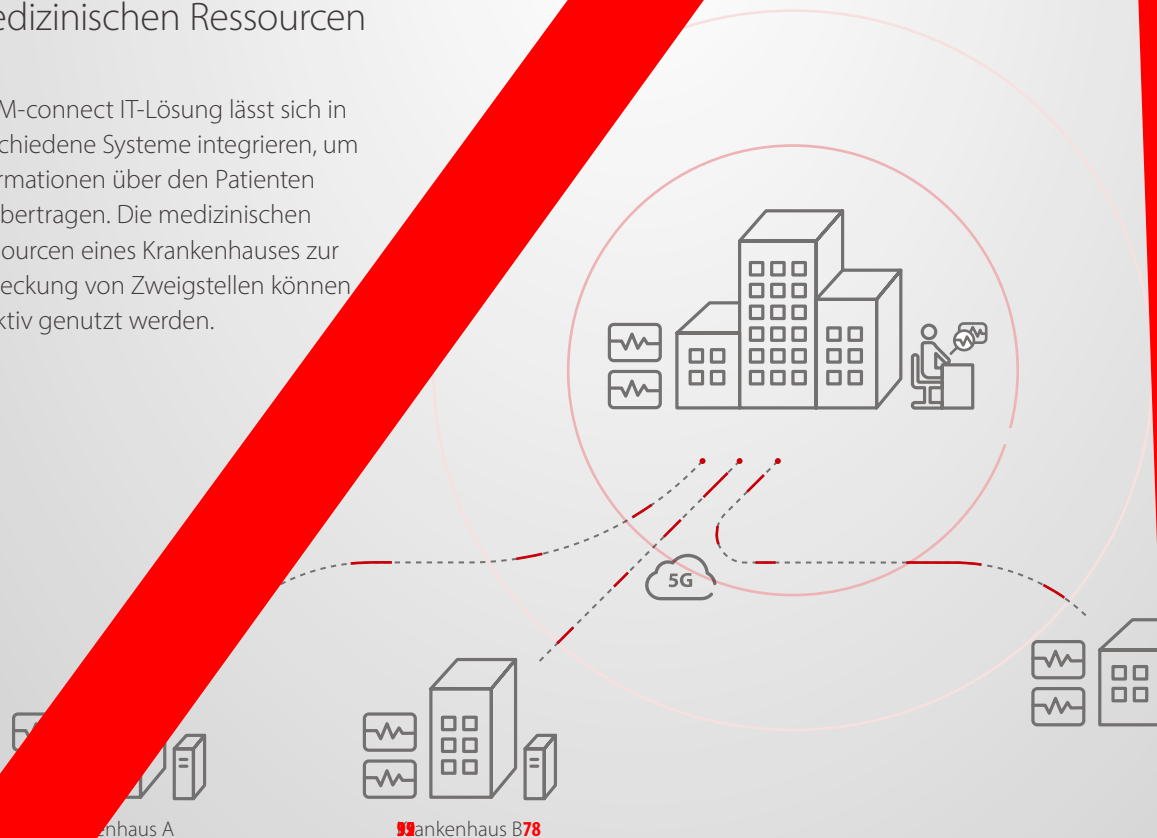 edizinischen Ressourcen
M-connect IT-Lösung lässt sich in
chiedene Systeme integrieren, um
rmationen über den Patienten
bertragen. Die medizinischen
ourcen eines Krankenhauses zur
eckung von Zweigstellen können
ktiv genutzt werden.
5G
enhaus A
ankenhaus B78